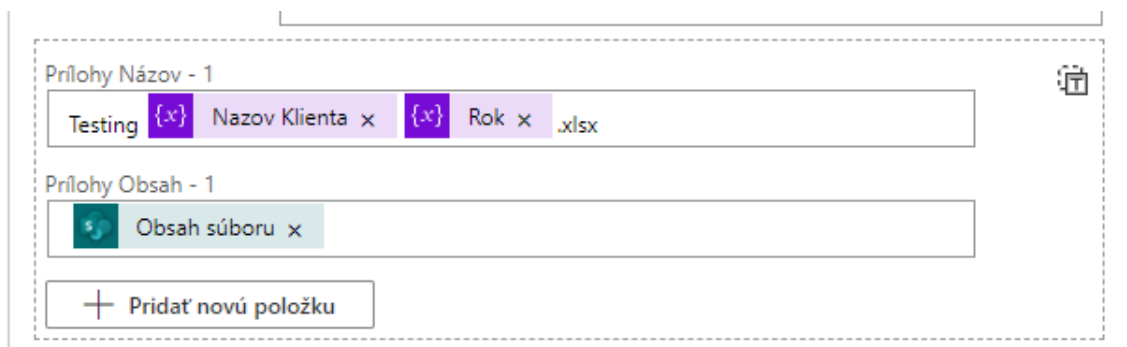 Prílohy Názov - 1
Testing {x} Nazov Klienta × {x} Rok × .xlsx
Prílohy Obsah - 1
S Obsah súboru ×
+ Pridať novú položku